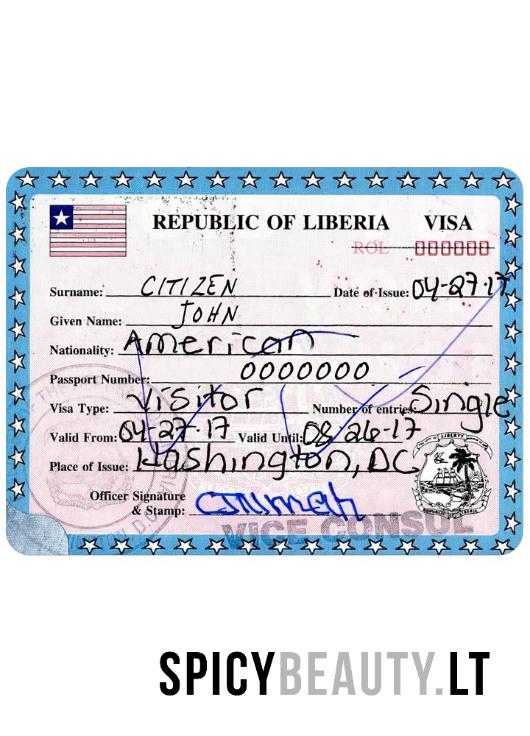 REPUBLIC OF LIBERIA VISA
ROL 000000
Surname: CITIZEN Date of Issue: 04-27-17
Given Name: JOHN
Nationality: American
Passport Number: 0000000
Visa Type: Visitor Number of entries: Single
Valid From: 04-27-17 Valid Until: 08-26-17
Place of Issue: Washington, DC
LIBERTY
Officer Signature
& Stamp:
VICE CONSUL
SPICYBEAUTY.LT